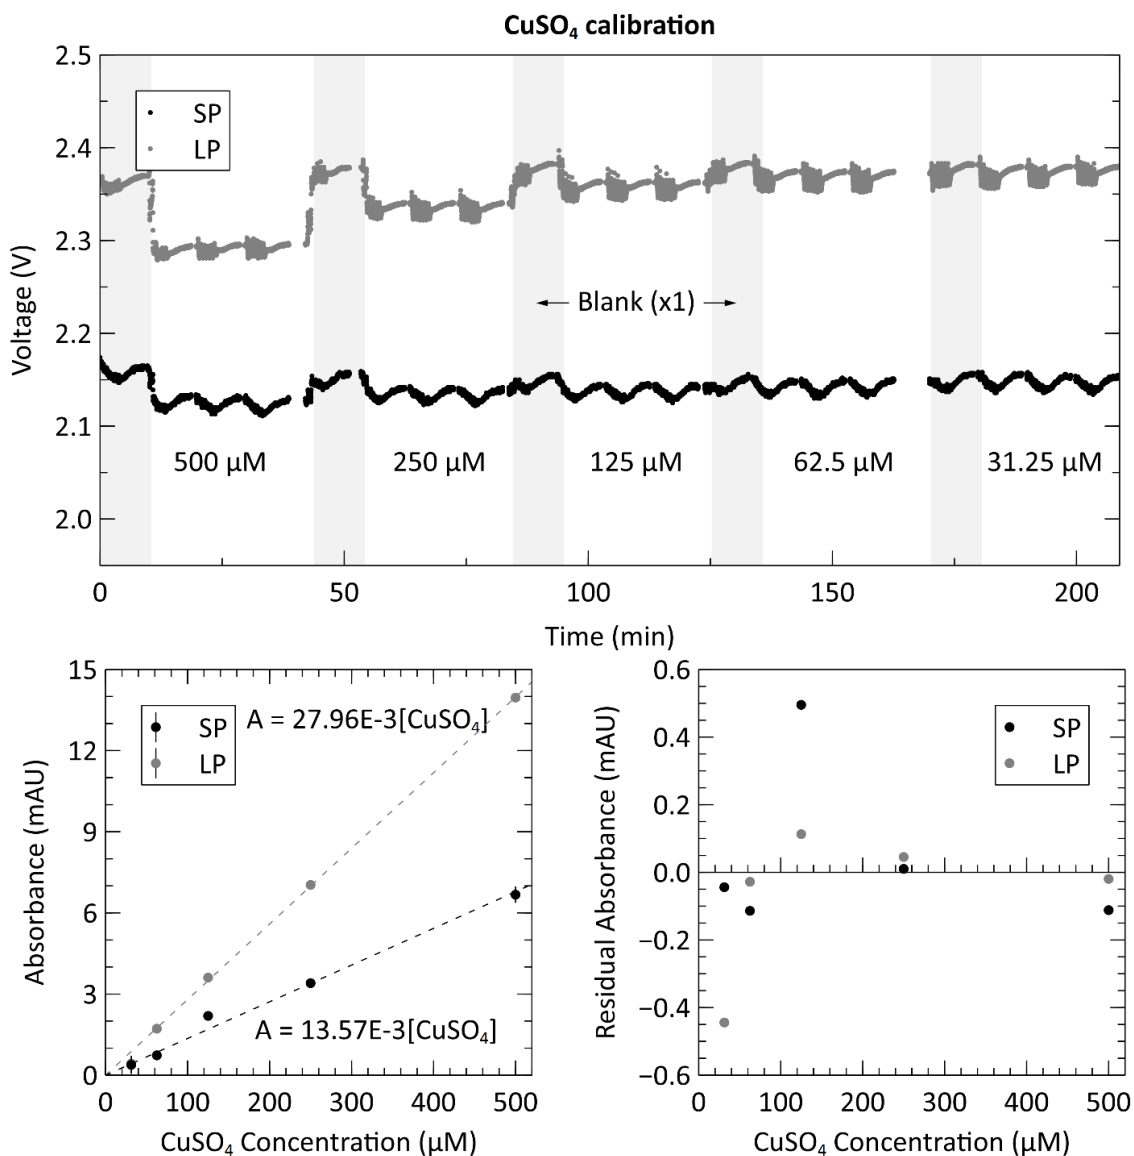 CuSO₄ calibration
2.5
2.4
2.3
2.2
2.1
2.0
Voltage (V)
SP
LP
Blank (x1)
500 µM
250 µM
125 µM
62.5 µM
31.25 µM
0
50
100
150
200
Time (min)
15
12
9
6
3
0
Absorbance (mAU)
SP
LP
A = 27.96E-3[CuSO₄]
A = 13.57E-3[CuSO₄]
0
100
200
300
400
500
CuSO₄ Concentration (µM)
0.6
0.4
0.2
0.0
−0.2
−0.4
−0.6
Residual Absorbance (mAU)
SP
LP
0
100
200
300
400
500
CuSO₄ Concentration (µM)